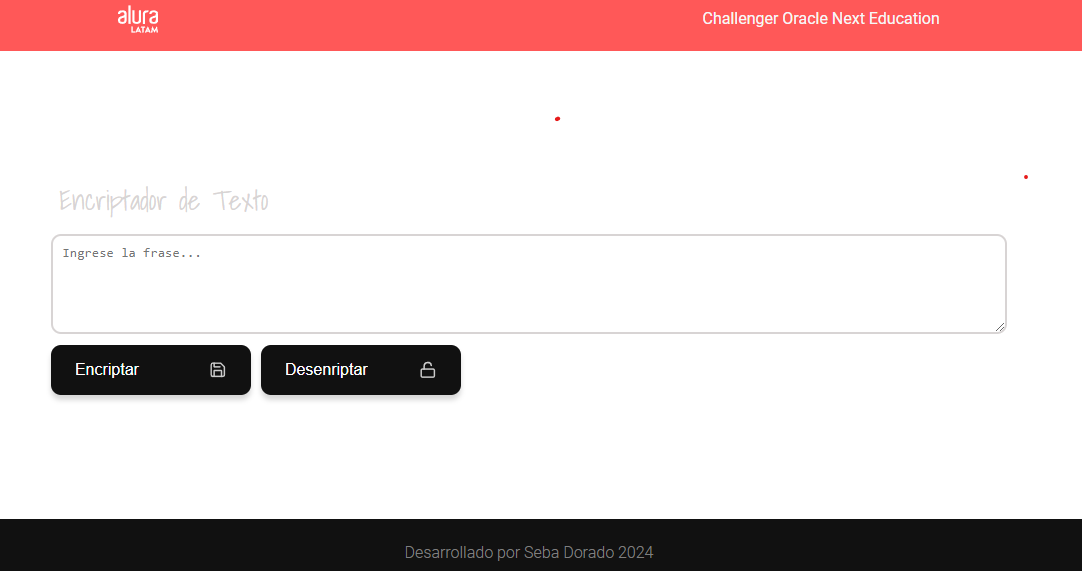 alura
LATAM
Challenger Oracle Next Education
Encriptador de Texto
Ingrese la frase...
Encriptar
Desenriptar
Desarrollado por Seba Dorado 2024